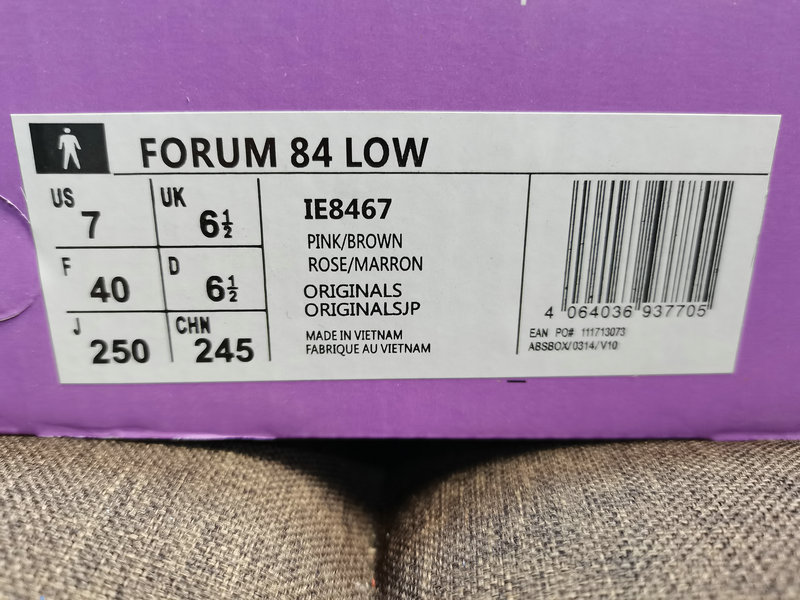 FORUM 84 LOW
US 7
UK 6½
F 40
D 6½
J 250
CHN 245
IE8467
PINK/BROWN
ROSE/MARRON
ORIGINALS
ORIGINALSJP
MADE IN VIETNAM
FABRIQUE AU VIETNAM
4 064036 937705
EAN PO# 111713073
ABSBOX/0314/V10